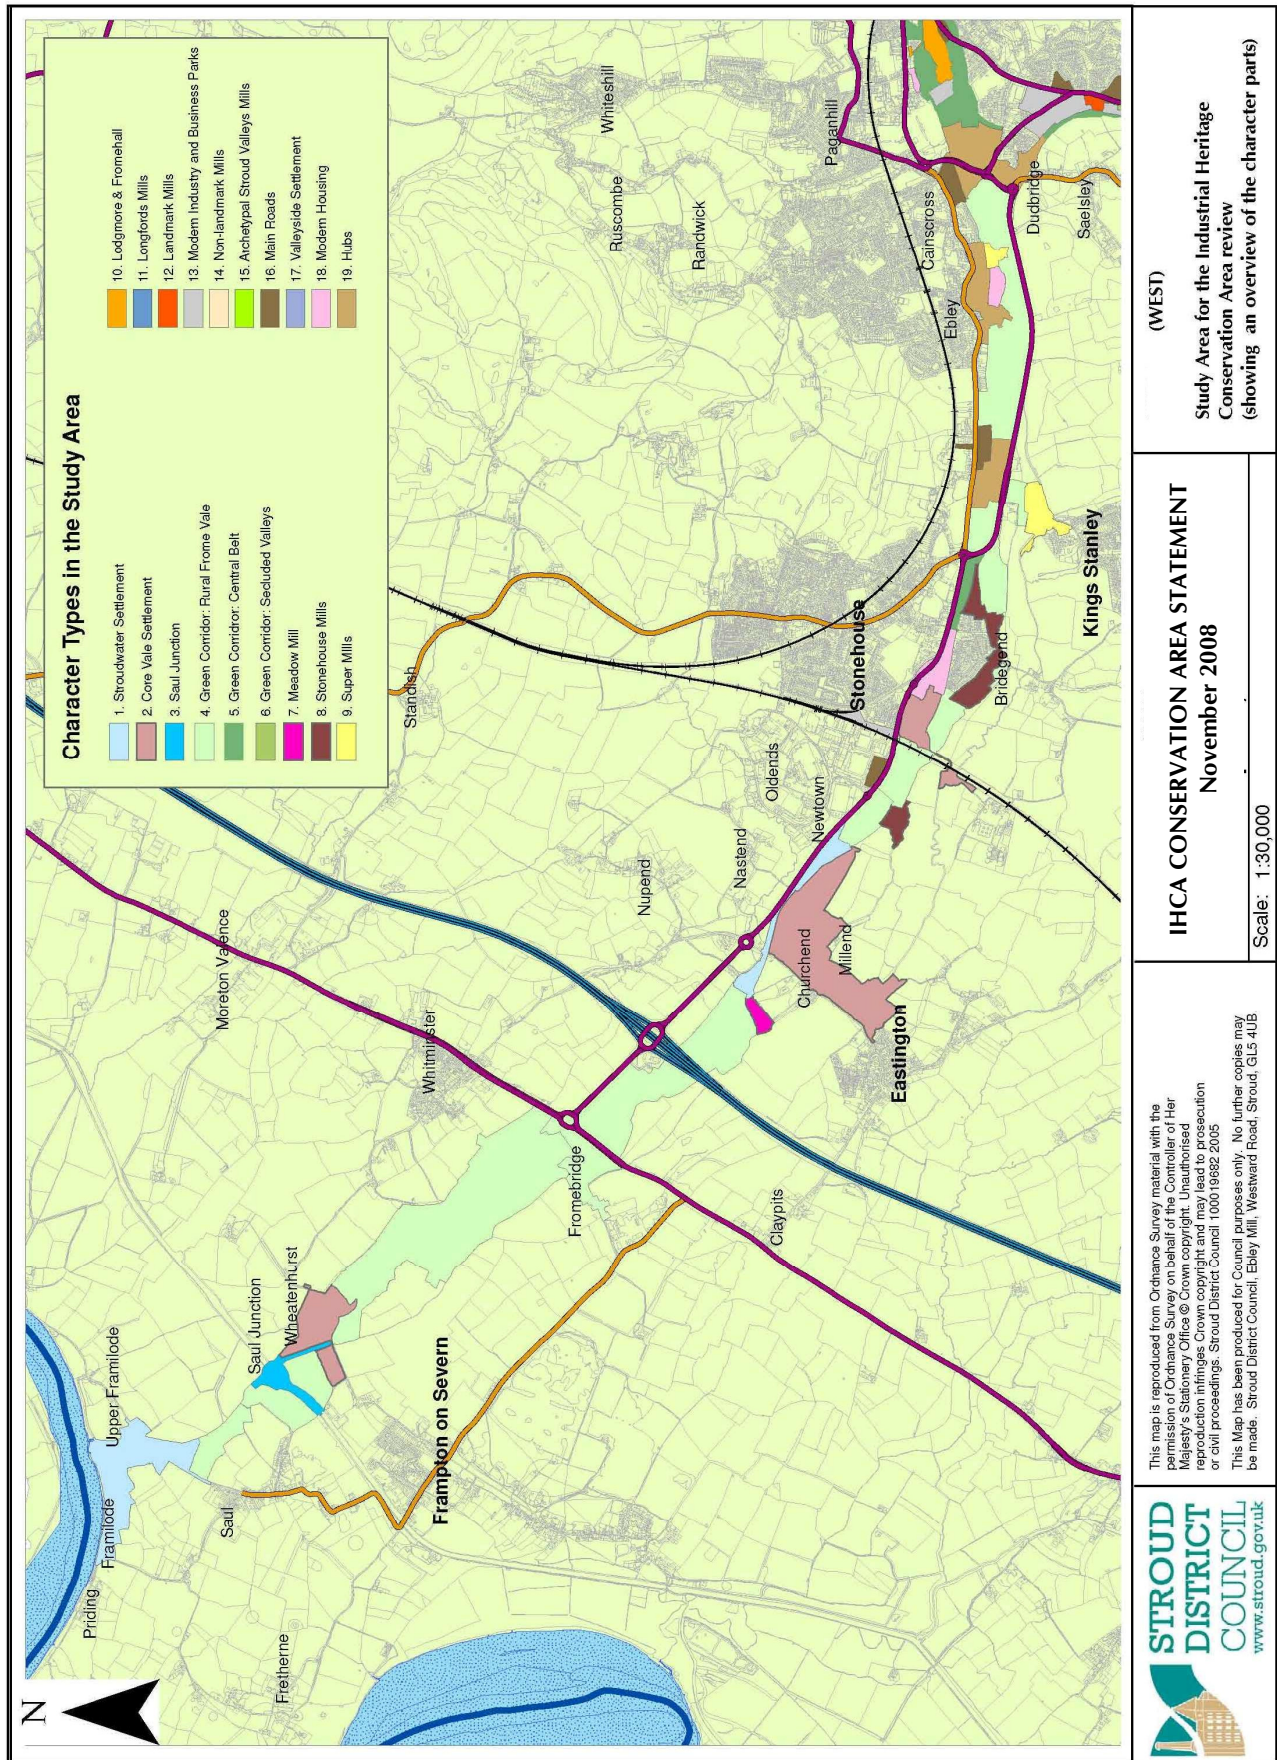 N
Character Types in the Study Area
1. Stroudwater Settlement
2. Core Vale Settlement
3. Saul Junction
4. Green Corridor: Rural Frome Vale
5. Green Corridror: Central Belt
6. Green Corridor: Secluded Valleys
7. Meadow Mill
8. Stonehouse Mills
9. Super Mills
10. Lodgmore & Fromehall
11. Longfords Mills
12. Landmark Mills
13. Modern Industry and Business Parks
14. Non-landmark Mills
15. Archetypal Stroud Valleys Mills
16. Main Roads
17. Valleyside Settlement
18. Modern Housing
19. Hubs
Priding
Framilode
Upper Framilode
Fretherne
Saul
Saul Junction
Wheatenhurst
Frampton on Severn
Moreton Valence
Whitminster
Fromebridge
Claypits
Standish
Nupend
Nastend
Oldends
Newtown
Churchend
Millend
Eastington
Stonehouse
Bridgend
Kings Stanley
Whiteshill
Ruscombe
Randwick
Paganhill
Cainscross
Ebley
Dudbridge
Saelsley
STROUD
DISTRICT
COUNCIL
www.stroud.gov.uk
This map is reproduced from Ordnance Survey material with the
permission of Ordnance Survey on behalf of the Controller of Her
Majesty's Stationery Office © Crown copyright. Unauthorised
reproduction infringes Crown copyright and may lead to prosecution
or civil proceedings. Stroud District Council 100019682 2005
This Map has been produced for Council purposes only. No further copies may
be made. Stroud District Council, Ebley Mill, Westward Road, Stroud, GL5 4UB
IHCA CONSERVATION AREA STATEMENT
November 2008
Scale: 1:30,000
(WEST)
Study Area for the Industrial Heritage
Conservation Area review
(showing an overview of the character parts)